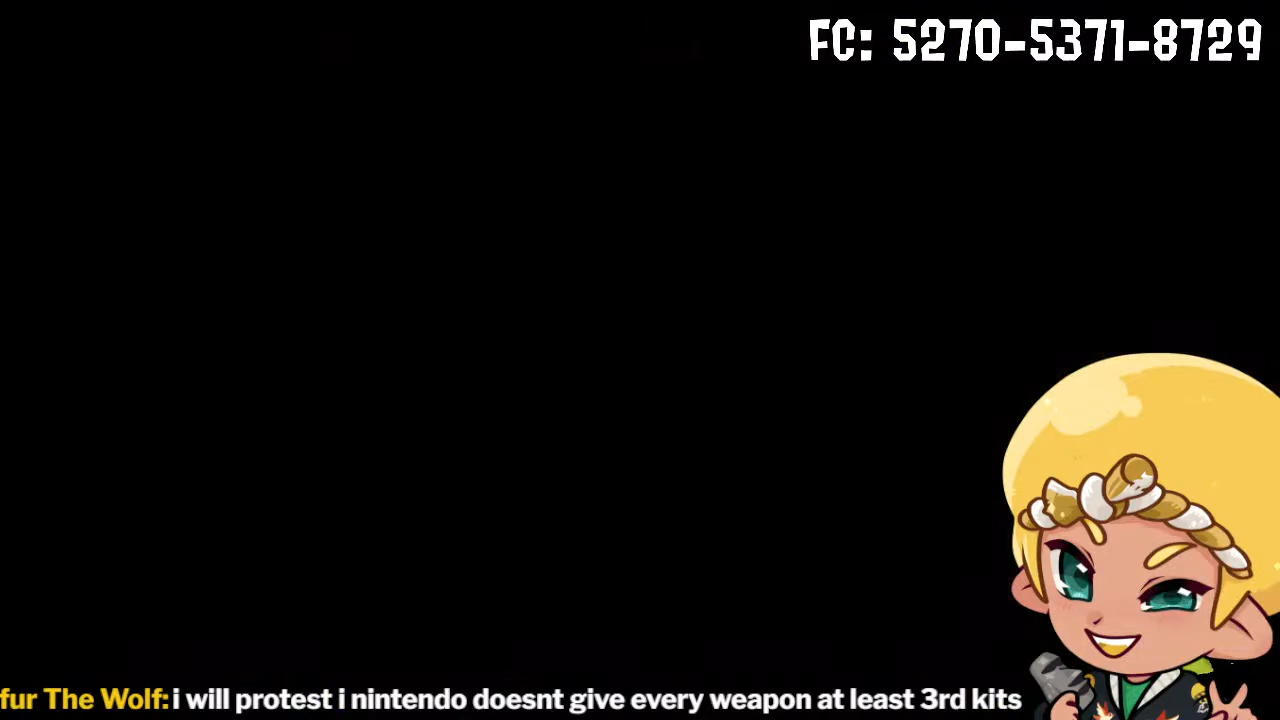 FC: 5270-5371-8729
fur The Wolf: i will protest i nintendo doesnt give every weapon at least 3rd kits